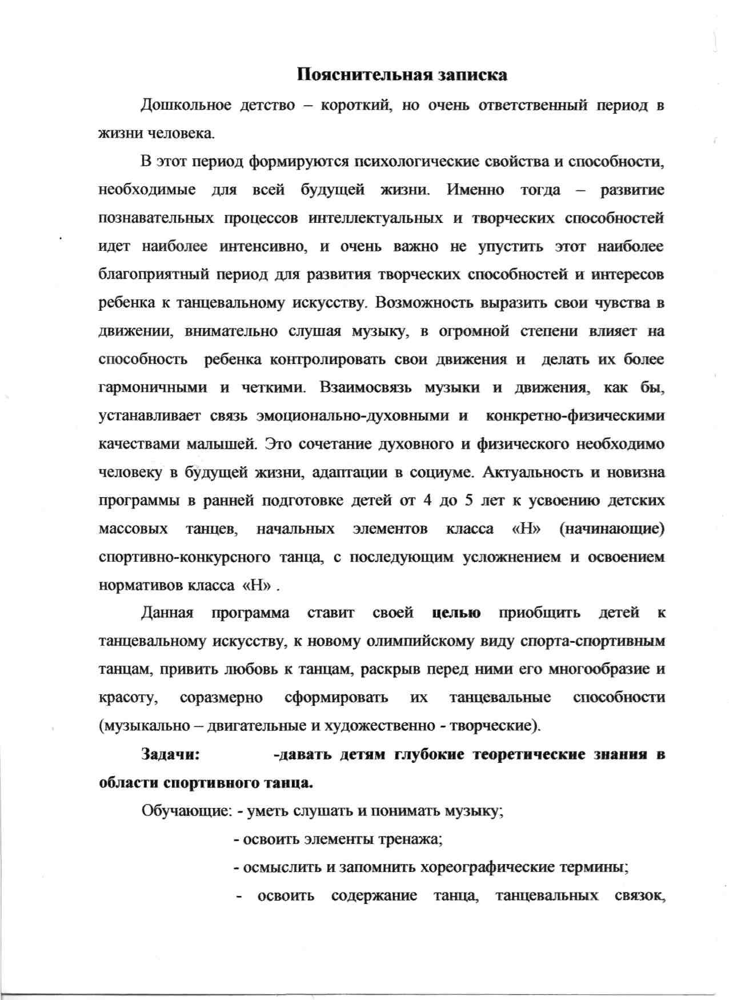 Пояснительная записка
Дошкольное детство – короткий, но очень ответственный период в
жизни человека.
В этот период формируются психологические свойства и способности,
необходимые для всей будущей жизни. Именно тогда – развитие
познавательных процессов интеллектуальных и творческих способностей
идет наиболее интенсивно, и очень важно не упустить этот наиболее
благоприятный период для развития творческих способностей и интересов
ребенка к танцевальному искусству. Возможность выразить свои чувства в
движении, внимательно слушая музыку, в огромной степени влияет на
способность ребенка контролировать свои движения и делать их более
гармоничными и четкими. Взаимосвязь музыки и движения, как бы,
устанавливает связь эмоционально-духовными и конкретно-физическими
качествами малышей. Это сочетание духовного и физического необходимо
человеку в будущей жизни, адаптации в социуме. Актуальность и новизна
программы в ранней подготовке детей от 4 до 5 лет к усвоению детских
массовых танцев, начальных элементов класса «Н» (начинающие)
спортивно-конкурсного танца, с последующим усложнением и освоением
нормативов класса «Н» .
Данная программа ставит своей целью приобщить детей к
танцевальному искусству, к новому олимпийскому виду спорта-спортивным
танцам, привить любовь к танцам, раскрыв перед ними его многообразие и
красоту, соразмерно сформировать их танцевальные способности
(музыкально – двигательные и художественно - творческие).
Задачи: -давать детям глубокие теоретические знания в
области спортивного танца.
Обучающие: - уметь слушать и понимать музыку;
- освоить элементы тренажа;
- осмыслить и запомнить хореографические термины;
- освоить содержание танца, танцевальных связок,